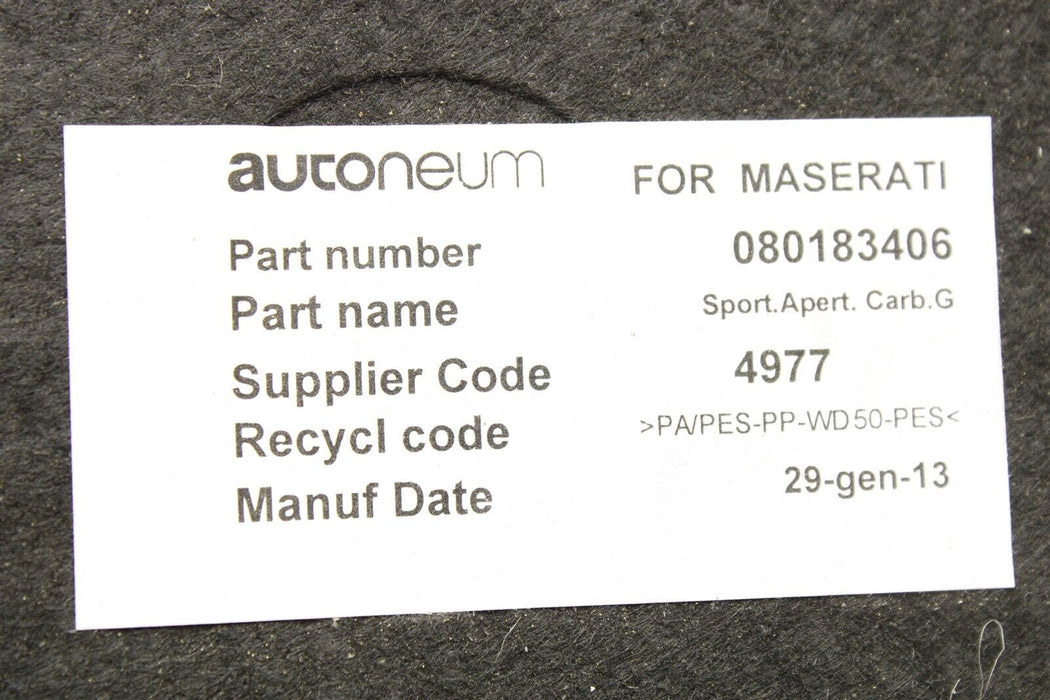 autoneum FOR MASERATI
Part number 080183406
Part name Sport.Apert. Carb.G
Supplier Code 4977
Recycl code >PA/PES-PP-WD50-PES<
Manuf Date 29-gen-13